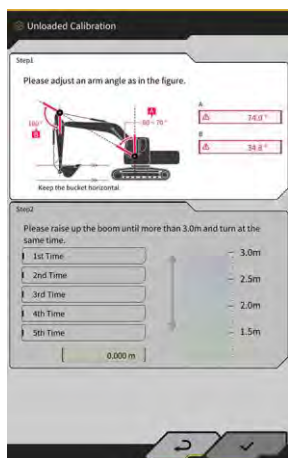 Unloaded Calibration
Step1
Please adjust an arm angle as in the figure.
A
60~70°
A
74.0°
180°
B
B
34.8°
Keep the bucket horizontal.
Step2
Please raise up the boom until more than 3.0m and turn at the
same time.
1st Time
2nd Time
3rd Time
4th Time
5th Time
3.0m
2.5m
2.0m
1.5m
0.000 m